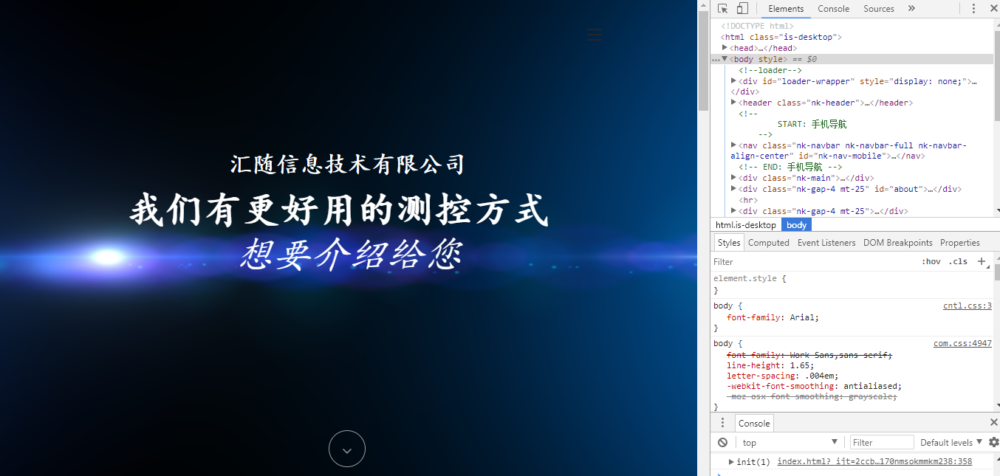 汇随信息技术有限公司
我们有更好用的测控方式
想要介绍给您
Elements Console Sources »
<!DOCTYPE html>
<html class="is-desktop">
<head>…</head>
<body style> == $0
<!--loader-->
<div id="loader-wrapper" style="display: none;">…
</div>
<header class="nk-header">…</header>
<!--
START: 手机导航
-->
<nav class="nk-navbar nk-navbar-full nk-navbar-
align-center" id="nk-nav-mobile">…</nav>
<!-- END: 手机导航 -->
<div class="nk-main">…</div>
<div class="nk-gap-4 mt-25" id="about">…</div>
<hr>
<div class="nk-gap-4 mt-25">…</div>
html.is-desktop body
Styles Computed Event Listeners DOM Breakpoints Properties
Filter :hov .cls +
element.style {
}
body { cntl.css:3
font-family: Arial;
}
body { com.css:4947
font-family: Work Sans,sans-serif;
line-height: 1.65;
letter-spacing: .004em;
-webkit-font-smoothing: antialiased;
-moz-osx-font-smoothing: grayscale;
}
Console
top Filter Default levels
init(1) index.html?_ijt=2ccb…170nmsokmmkm238:358